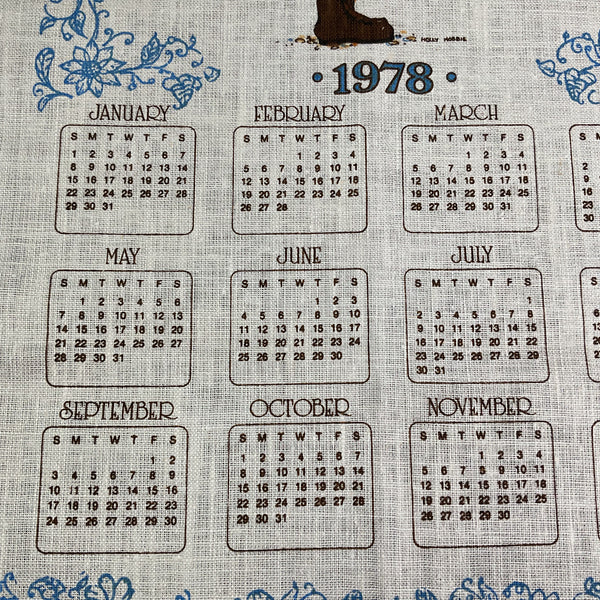 HOLLY HOBBIE
• 1978 •
JANUARY
S M T W T F S
1 2 3 4 5 6 7
8 9 10 11 12 13 14
15 16 17 18 19 20 21
22 23 24 25 26 27 28
29 30 31
FEBRUARY
S M T W T F S
1 2 3 4
5 6 7 8 9 10 11
12 13 14 15 16 17 18
19 20 21 22 23 24 25
26 27 28
MARCH
S M T W T F S
1 2 3 4
5 6 7 8 9 10 11
12 13 14 15 16 17 18
19 20 21 22 23 24 25
26 27 28 29 30 31
S
2
9
16
23
30
MAY
S M T W T F S
1 2 3 4 5 6
7 8 9 10 11 12 13
14 15 16 17 18 19 20
21 22 23 24 25 26 27
28 29 30 31
JUNE
S M T W T F S
1 2 3
4 5 6 7 8 9 10
11 12 13 14 15 16 17
18 19 20 21 22 23 24
25 26 27 28 29 30
JULY
S M T W T F S
1
2 3 4 5 6 7 8
9 10 11 12 13 14 15
16 17 18 19 20 21 22
23 24 25 26 27 28 29
30 31
SEPTEMBER
S M T W T F S
1 2
3 4 5 6 7 8 9
10 11 12 13 14 15 16
17 18 19 20 21 22 23
24 25 26 27 28 29 30
OCTOBER
S M T W T F S
1 2 3 4 5 6 7
8 9 10 11 12 13 14
15 16 17 18 19 20 21
22 23 24 25 26 27 28
29 30 31
NOVEMBER
S M T W T F S
1 2 3 4
5 6 7 8 9 10 11
12 13 14 15 16 17 18
19 20 21 22 23 24 25
26 27 28 29 30